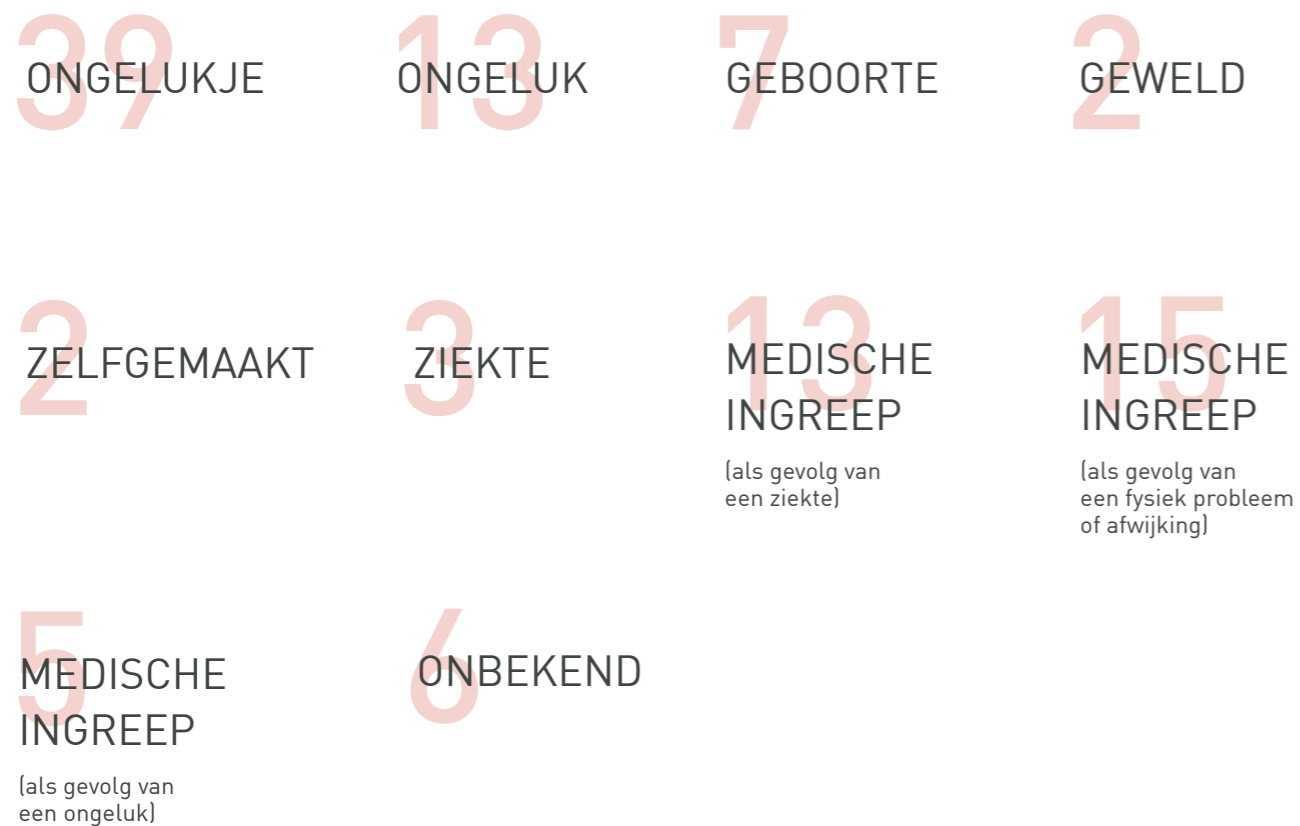 39
ONGELUKJE
13
ONGELUK
7
GEBOORTE
2
GEWELD
2
ZELFGEMAAKT
3
ZIEKTE
13
MEDISCHE
INGREEP
(als gevolg van
een ziekte)
15
MEDISCHE
INGREEP
(als gevolg van
een fysiek probleem
of afwijking)
5
MEDISCHE
INGREEP
(als gevolg van
een ongeluk)
6
ONBEKEND